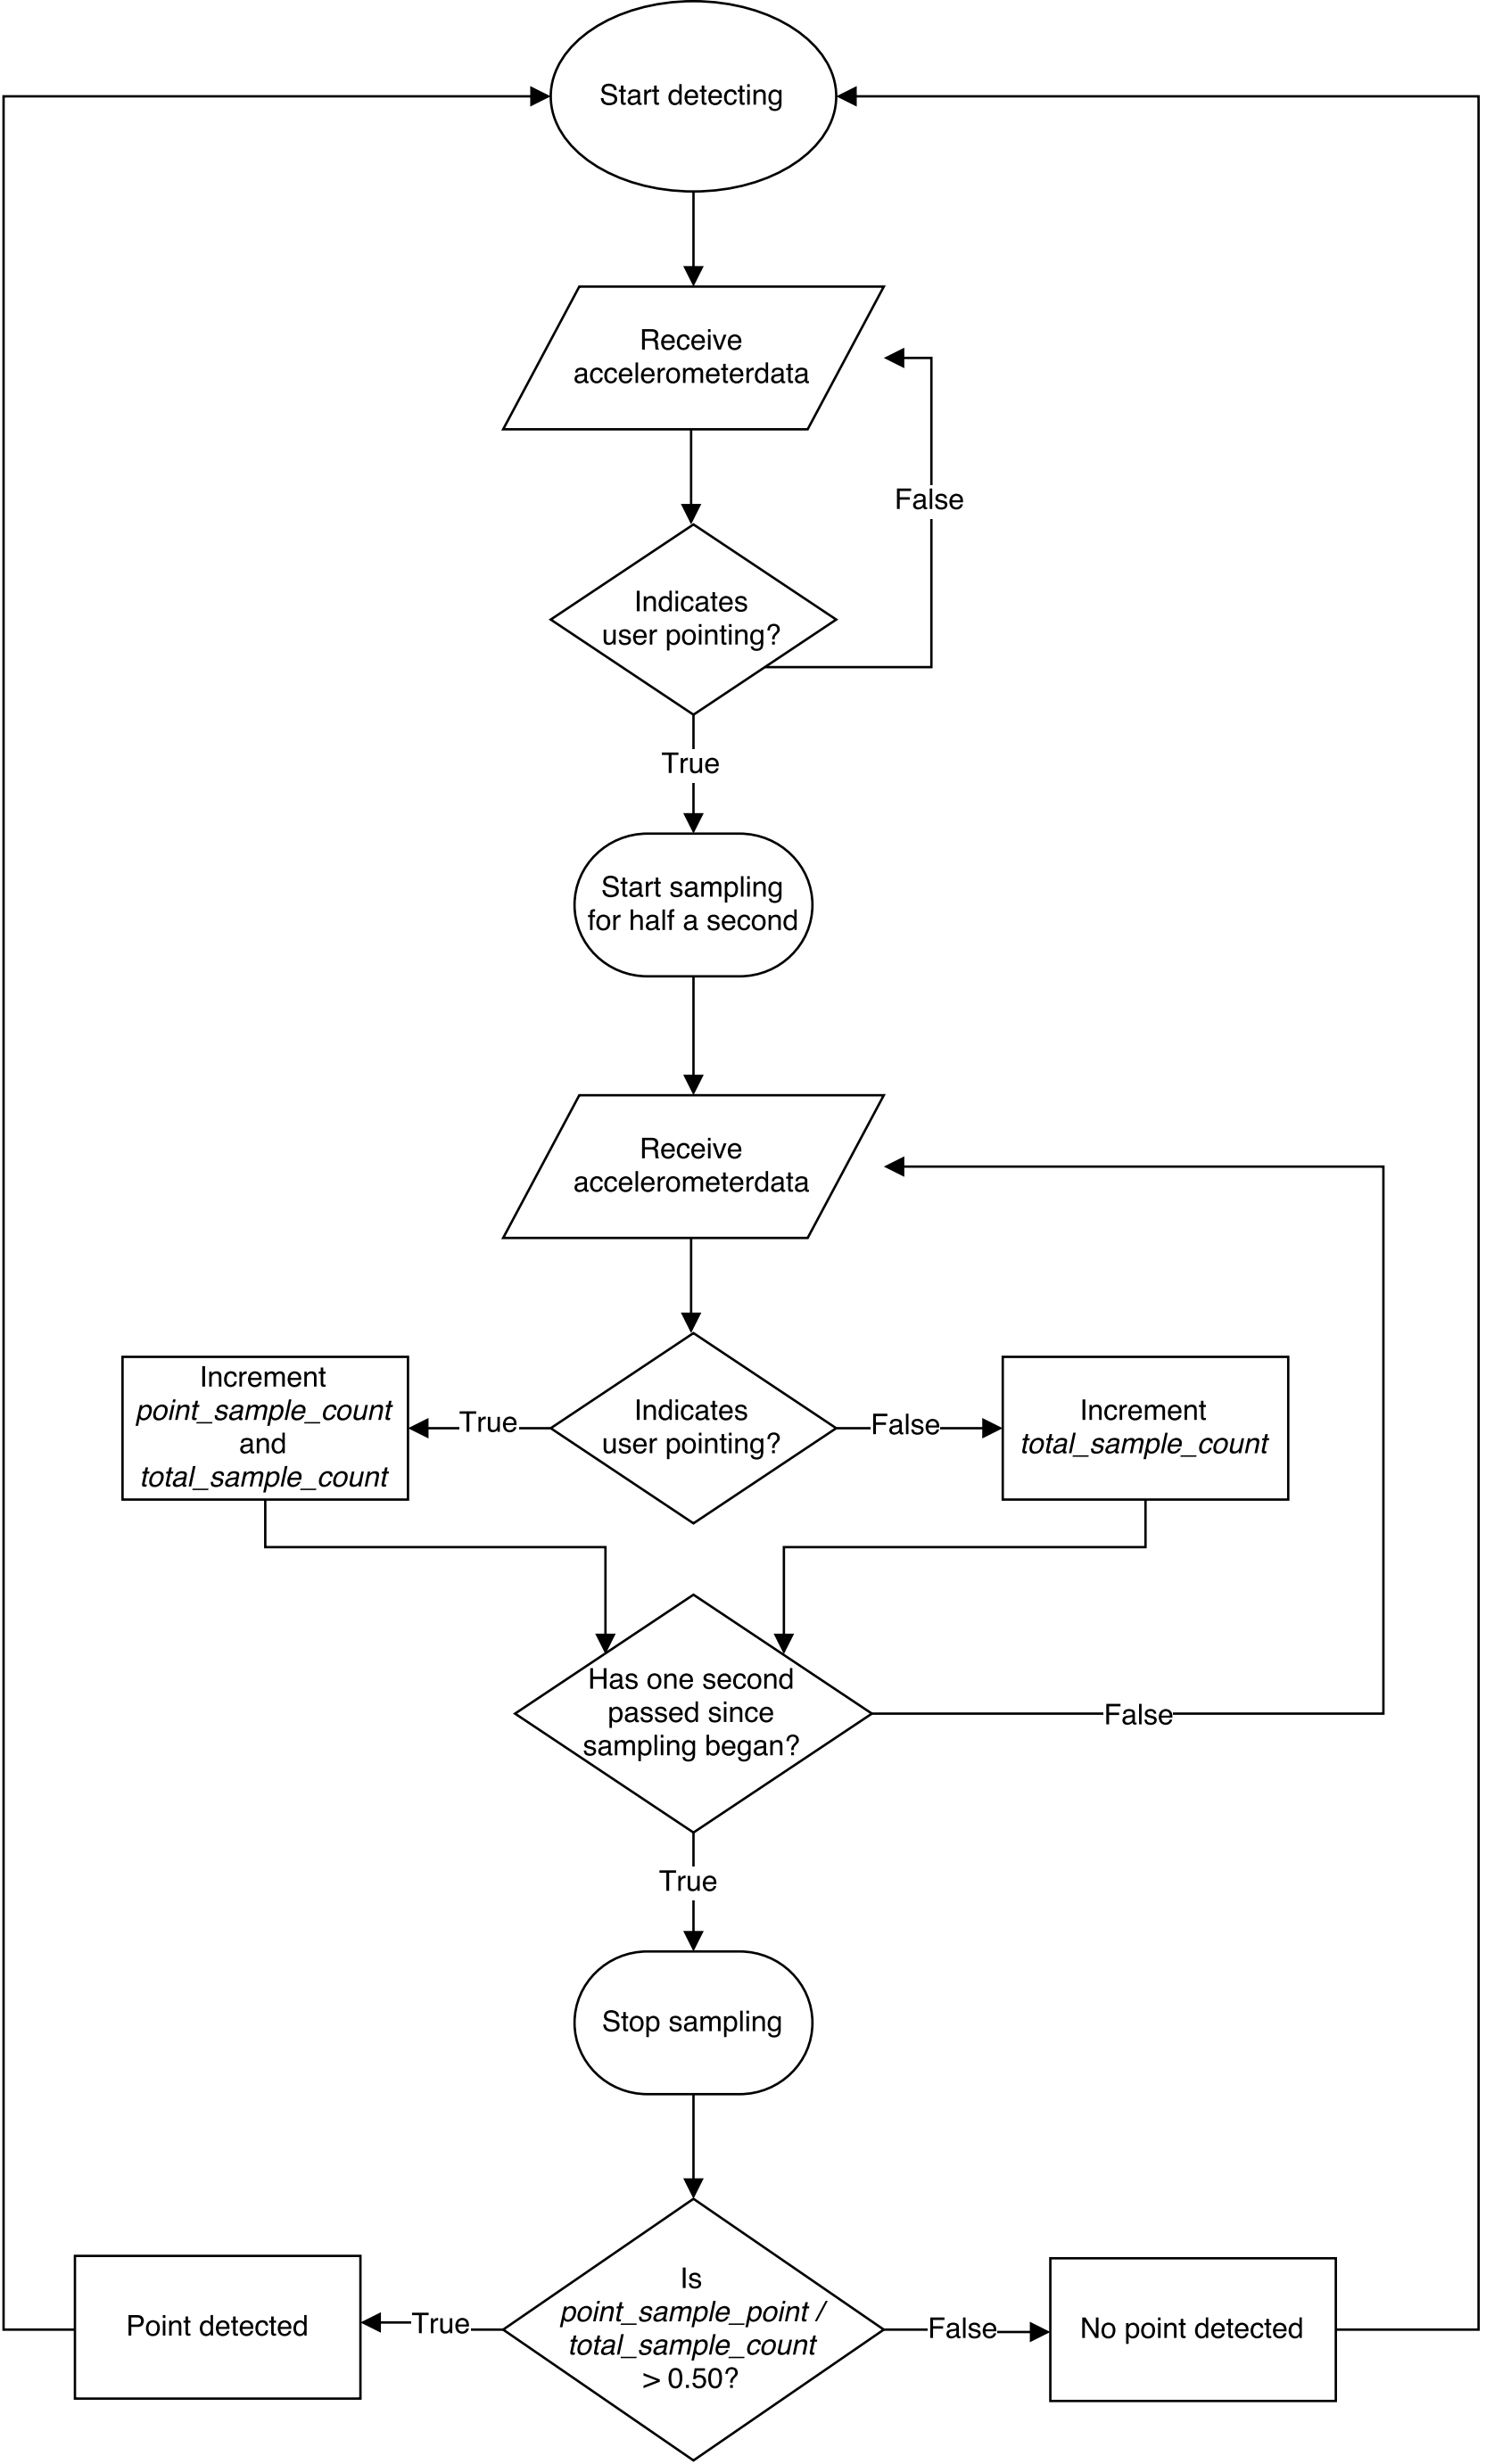 Start detecting
Receive
accelerometerdata
False
Indicates
user pointing?
True
Start sampling
for half a second
Receive
accelerometerdata
Increment
point_sample_count
and
total_sample_count
True
Indicates
user pointing?
False
Increment
total_sample_count
Has one second
passed since
sampling began?
False
True
Stop sampling
Point detected
True
Is
point_sample_point /
total_sample_count
> 0.50?
False
No point detected